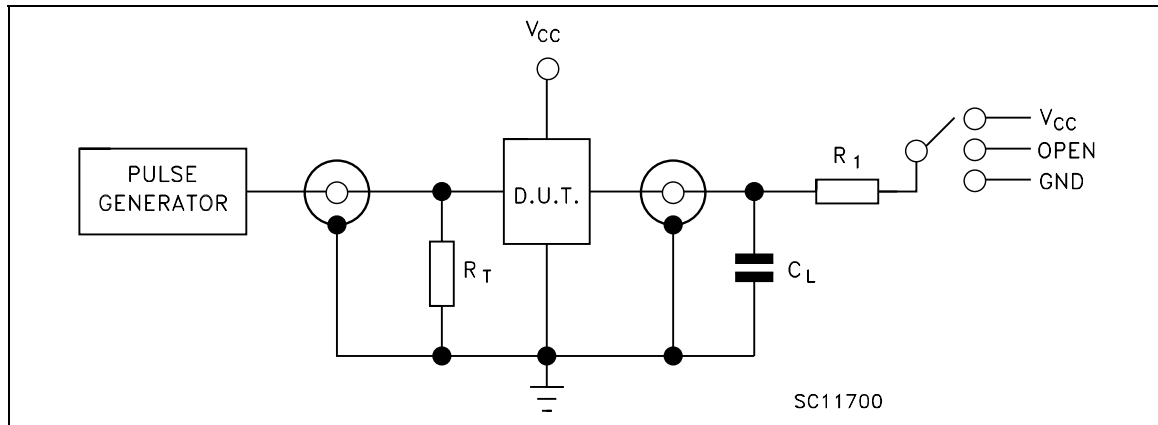 VCC
PULSE
GENERATOR
D.U.T.
RT
CL
R1
VCC
OPEN
GND
SC11700